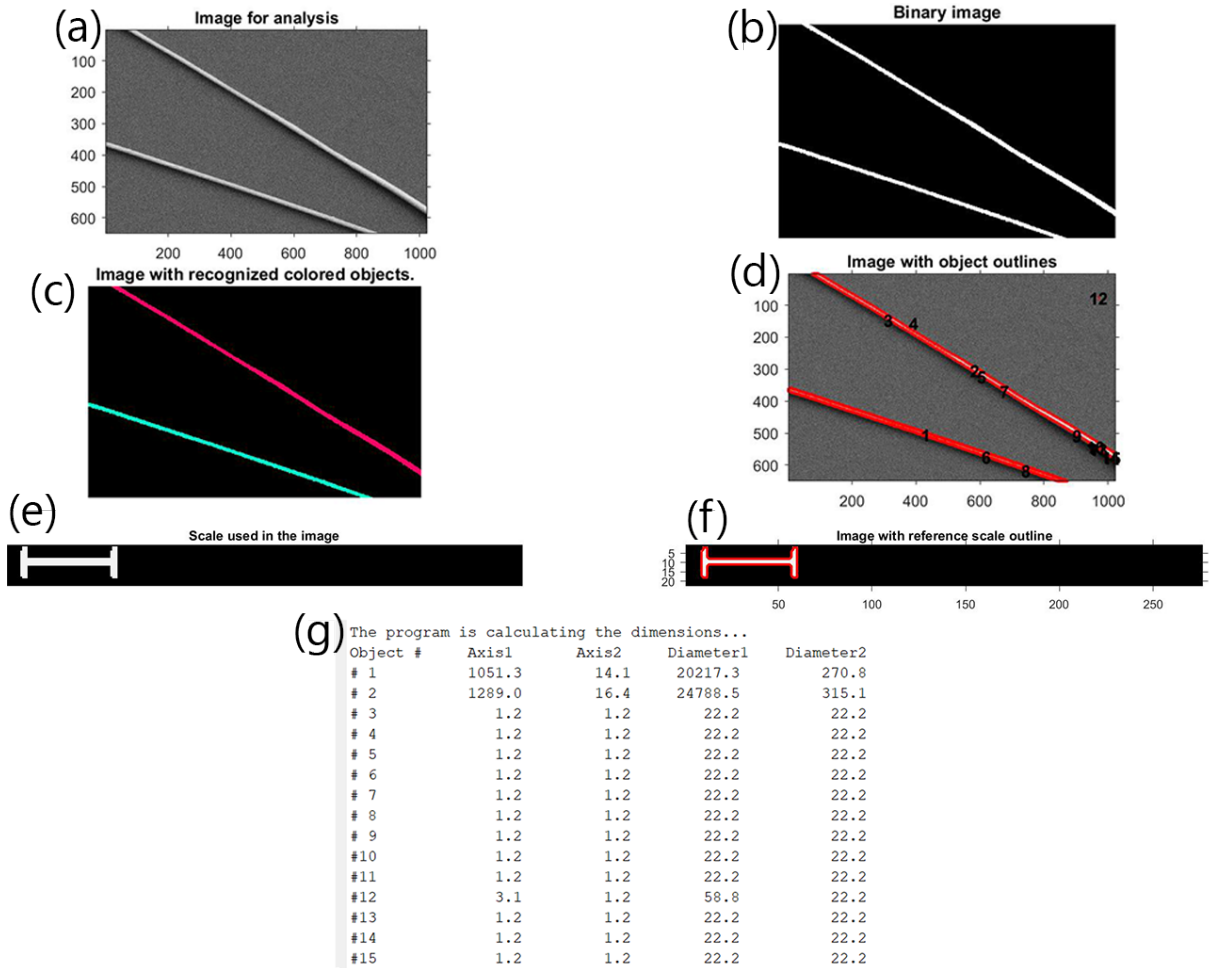 (a)
Image for analysis
100
200
300
400
500
600
200 400 600 800 1000
(b)
Binary image
(c)
Image with recognized colored objects.
(d)
Image with object outlines
100
200
300
400
500
600
200 400 600 800 1000
12
3 4
2 5
7
1
6
8
9
(e)
Scale used in the image
(f)
Image with reference scale outline
5
10
15
20
50 100 150 200 250
(g)
The program is calculating the dimensions...
Object # Axis1 Axis2 Diameter1 Diameter2
# 1 1051.3 14.1 20217.3 270.8
# 2 1289.0 16.4 24788.5 315.1
# 3 1.2 1.2 22.2 22.2
# 4 1.2 1.2 22.2 22.2
# 5 1.2 1.2 22.2 22.2
# 6 1.2 1.2 22.2 22.2
# 7 1.2 1.2 22.2 22.2
# 8 1.2 1.2 22.2 22.2
# 9 1.2 1.2 22.2 22.2
#10 1.2 1.2 22.2 22.2
#11 1.2 1.2 22.2 22.2
#12 3.1 1.2 58.8 22.2
#13 1.2 1.2 22.2 22.2
#14 1.2 1.2 22.2 22.2
#15 1.2 1.2 22.2 22.2